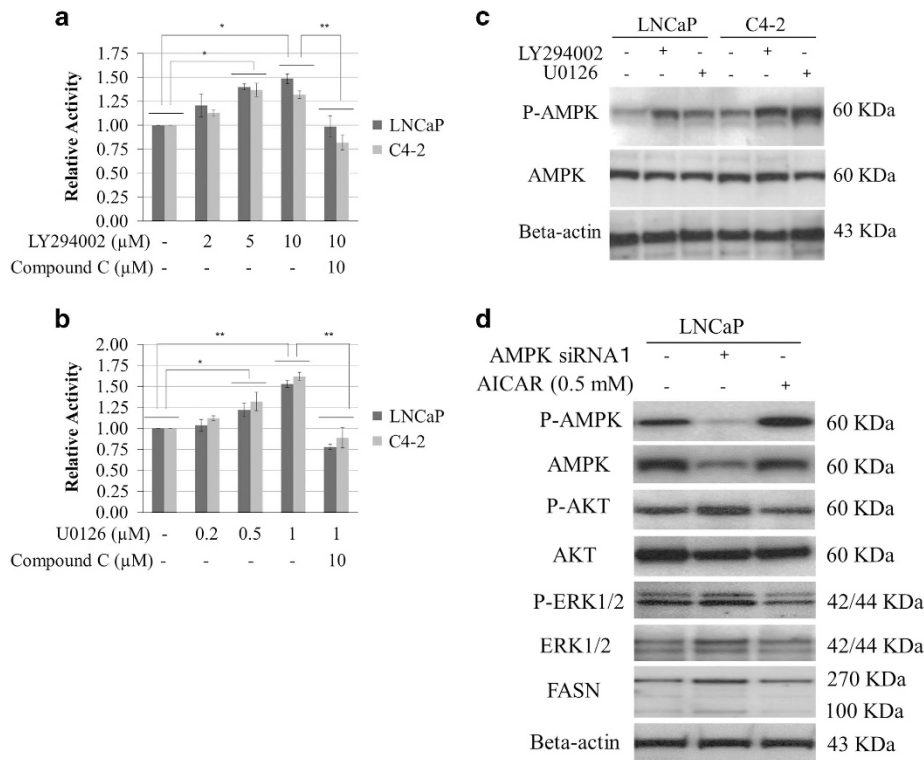 a
* **
*
1.75
1.50
1.25
1.00
0.75
0.50
0.25
0.00
Relative Activity
LNCaP
C4-2
LY294002 (µM) - 2 5 10 10
Compound C (µM) - - - - 10
b
** **
*
2.00
1.75
1.50
1.25
1.00
0.75
0.50
0.25
0.00
Relative Activity
LNCaP
C4-2
U0126 (µM) - 0.2 0.5 1 1
Compound C (µM) - - - - 10
c
LNCaP C4-2
LY294002 - + - - + -
U0126 - - + - - +
P-AMPK 60 KDa
AMPK 60 KDa
Beta-actin 43 KDa
d
LNCaP
AMPK siRNA1 - + -
AICAR (0.5 mM) - - +
P-AMPK 60 KDa
AMPK 60 KDa
P-AKT 60 KDa
AKT 60 KDa
P-ERK1/2 42/44 KDa
ERK1/2 42/44 KDa
FASN 270 KDa
100 KDa
Beta-actin 43 KDa